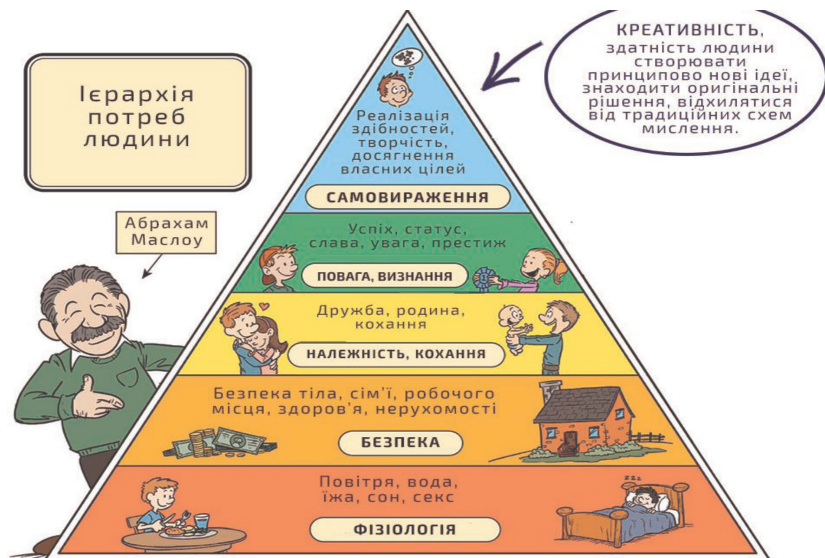 Ієрархія
потреб
людини
КРЕАТИВНІСТЬ,
здатність людини
створювати
принципово нові ідеї,
знаходити оригінальні
рішення, відхилятися
від традиційних схем
мислення.
Абрахам
Маслоу
Реалізація
здібностей,
творчість,
досягнення
власних цілей
САМОВИРАЖЕННЯ
Успіх, статус,
слава, увага, престиж
ПОВАГА, ВИЗНАННЯ
Дружба, родина,
кохання
НАЛЕЖНІСТЬ, КОХАННЯ
Безпека тіла, сім'ї, робочого
місця, здоров'я, нерухомості
БЕЗПЕКА
Повітря, вода,
їжа, сон, секс
ФІЗІОЛОГІЯ